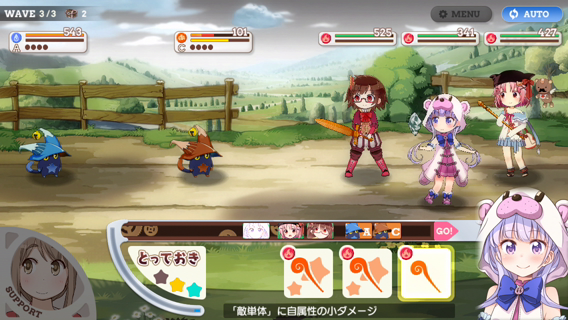 WAVE 3/3 2
MENU
AUTO
543
A
101
C
525
341
427
A
C
GO!
とっておき
SUPPORT
「敵単体」に自属性の小ダメージ